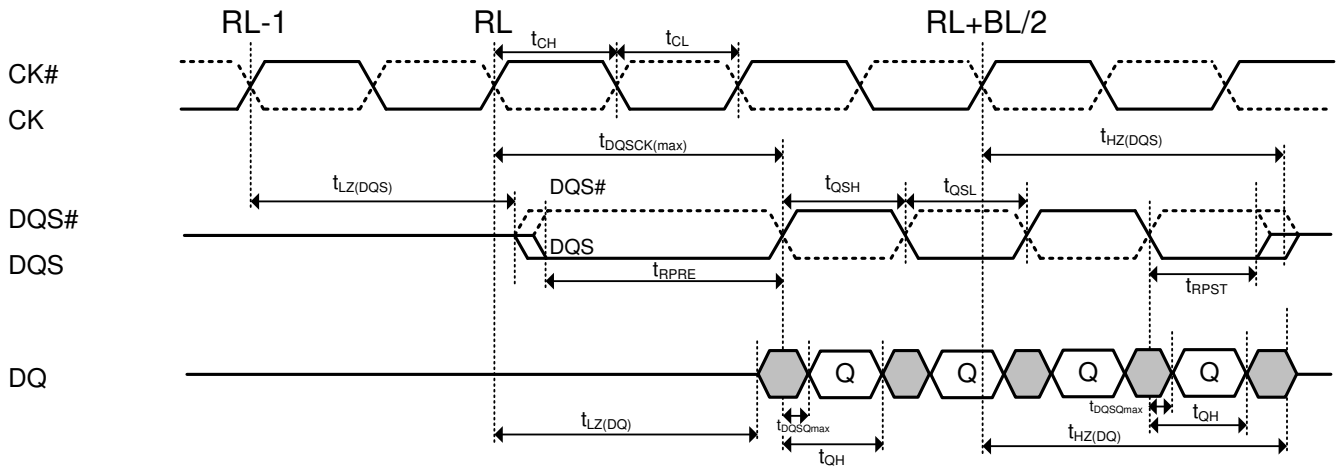 RL-1 RL RL+BL/2
tCH tCL
CK#
CK
tDQSCK(max) tHZ(DQS)
tLZ(DQS) DQS# tQSH tQSL
DQS#
DQS
DQS
tRPRE tRPST
DQ Q Q Q Q
tDQSQmax tDQSQmax tQH
tLZ(DQ) tHZ(DQ)
tQH